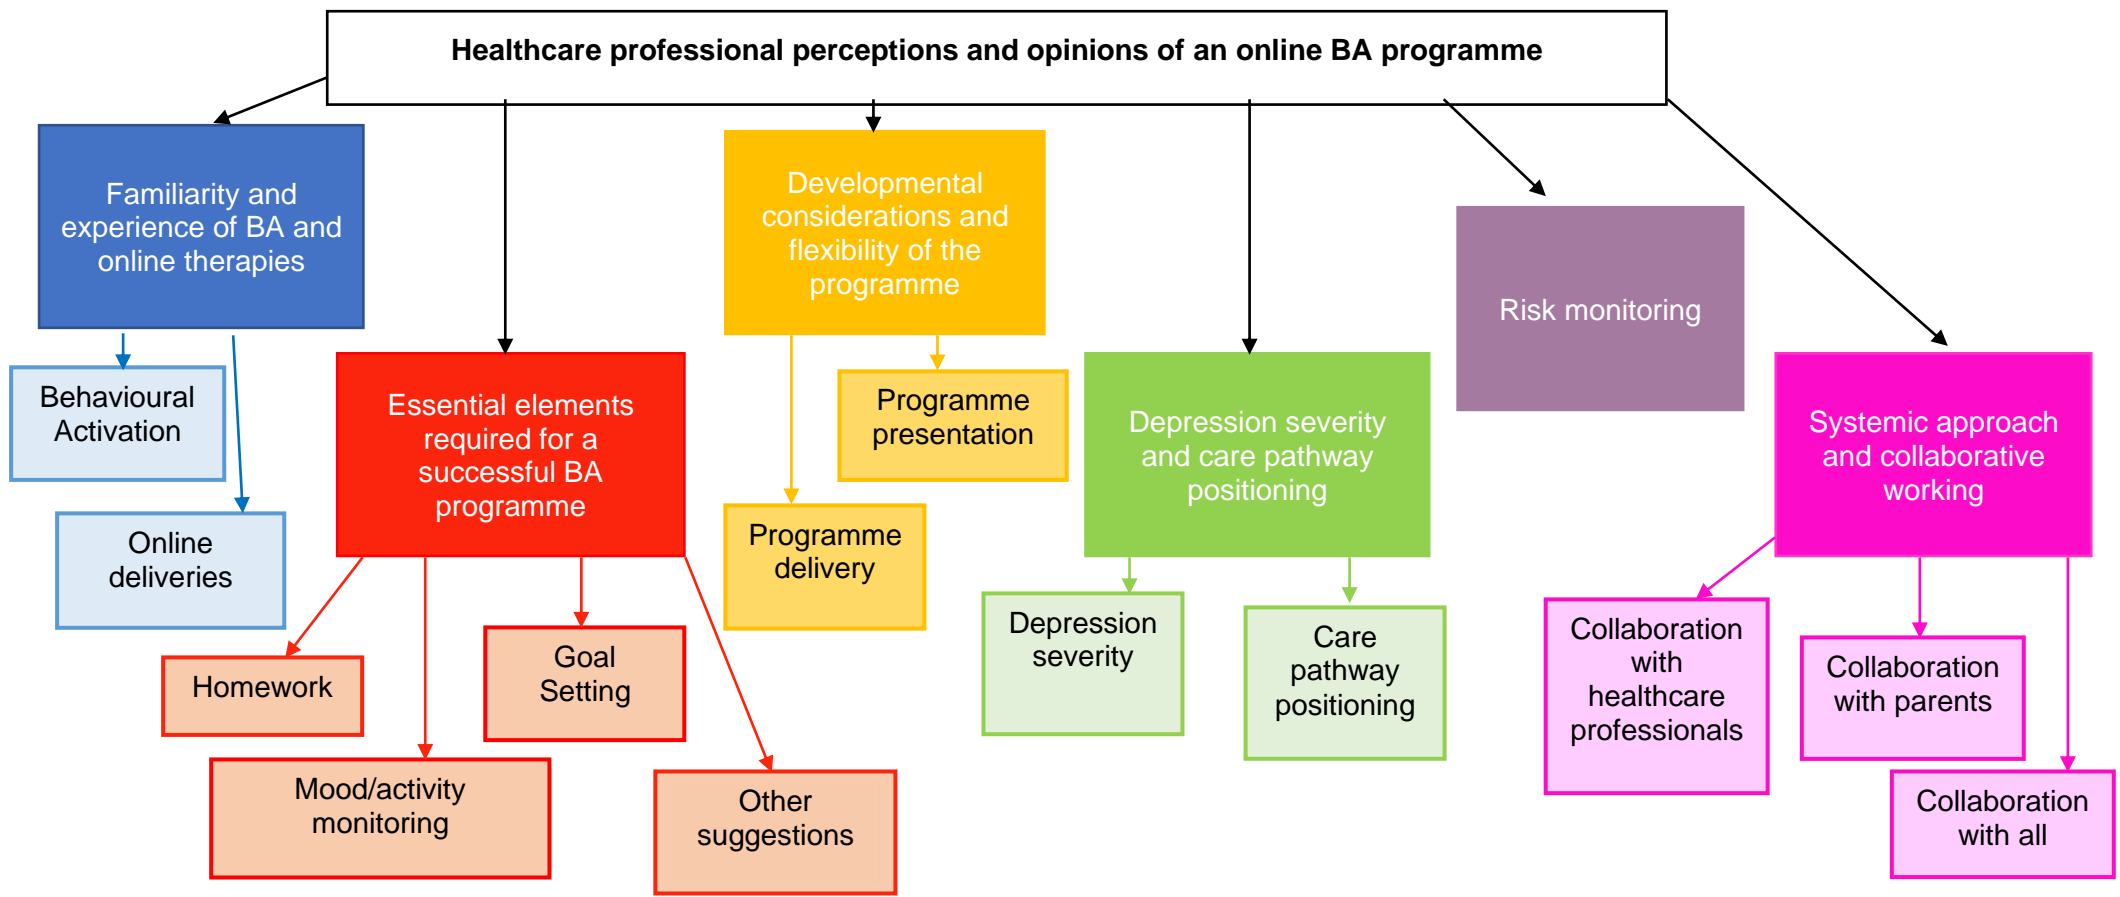 Healthcare professional perceptions and opinions of an online BA programme
Familiarity and
experience of BA and
online therapies
Behavioural
Activation
Online
deliveries
Essential elements
required for a
successful BA
programme
Homework
Mood/activity
monitoring
Goal
Setting
Other
suggestions
Developmental
considerations and
flexibility of the
programme
Programme
presentation
Programme
delivery
Depression severity
and care pathway
positioning
Depression
severity
Care
pathway
positioning
Risk monitoring
Systemic approach
and collaborative
working
Collaboration
with
healthcare
professionals
Collaboration
with parents
Collaboration
with all